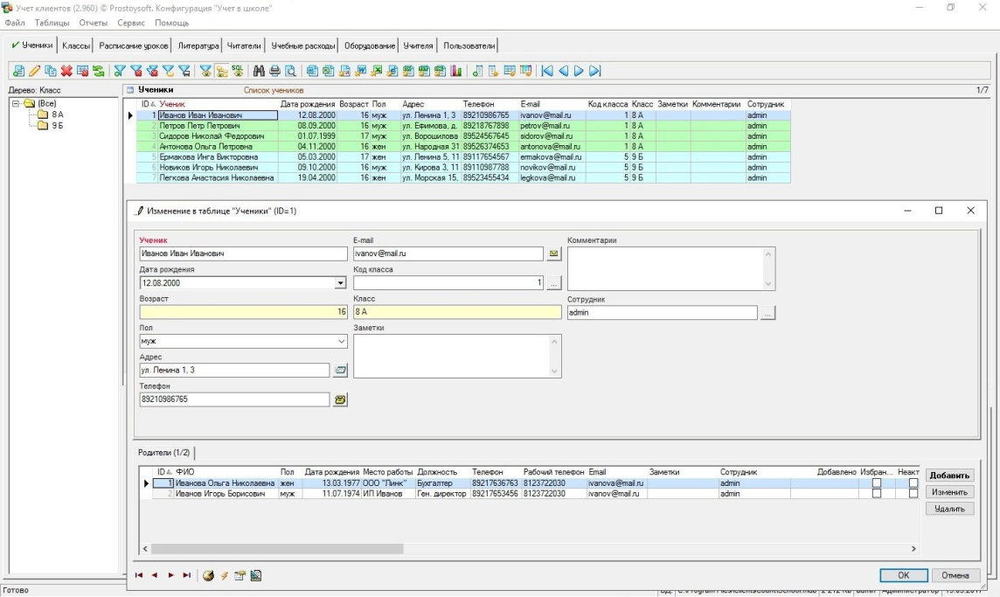 Учет клиентов (2.960) © Prostoysoft. Конфигурация "Учет в школе"
Файл Таблицы Отчеты Сервис Помощь
Ученики Классы Расписание уроков Литература Читатели Учебные расходы Оборудование Учителя Пользователи
SQL
Дерево: Класс
(Все)
8 А
9 Б
Ученики Список учеников 1/7
ID Ученик Дата рождения Возраст Пол Адрес Телефон E-mail Код класса Класс Заметки Комментарии Сотрудник
1 Иванов Иван Иванович 12.08.2000 16 муж ул. Ленина 1, 3 89210986765 ivanov@mail.ru 1 8 А admin
2 Петров Петр Петрович 08.09.2000 16 муж ул. Ефимова, д. 89218767898 petrov@mail.ru 1 8 А admin
3 Сидоров Николай Федорович 01.07.1999 17 муж ул. Ворошилова 89524567645 sidorov@mail.ru 1 8 А admin
4 Антонова Ольга Петровна 04.11.2000 16 жен ул. Народная 31 89526374653 antonova@mail.ru 1 8 А admin
5 Ермакова Инга Викторовна 05.03.2000 17 жен ул. Ленина 5, 11 89117654567 ermakova@mail.ru 5 9 Б admin
6 Новиков Игорь Николаевич 09.10.2000 16 муж ул. Кирова 3, 11 89110987788 novikov@mail.ru 5 9 Б admin
7 Легкова Анастасия Николаевна 19.04.2000 16 жен ул. Морская 15, 89523455434 legkova@mail.ru 5 9 Б admin
Изменение в таблице "Ученики" (ID=1)
Ученик E-mail Комментарии
Иванов Иван Иванович ivanov@mail.ru
Дата рождения Код класса
12.08.2000 1 ...
Возраст Класс Сотрудник
16 8 А admin ...
Пол Заметки
муж
Адрес
ул. Ленина 1, 3
Телефон
89210986765
Родители (1/2)
ID ФИО Пол Дата рождения Место работы Должность Телефон Рабочий телефон Email Заметки Сотрудник Добавлено Избран... Неакт
1 Иванова Ольга Николаевна жен 13.03.1977 ООО "Линк" Бухгалтер 89217636763 8123722030 ivanova@mail.ru admin
2 Иванов Игорь Борисович муж 11.07.1974 ИП Иванов Ген. директор 89217653456 8123722030 ivanov@mail.ru admin
Добавить
Изменить
Удалить
OK Отмена
Готово